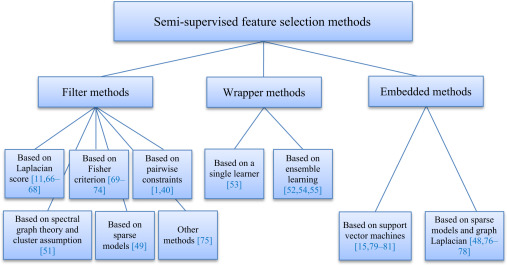 Semi-supervised feature selection methods
Filter methods
Wrapper methods
Embedded methods
Based on
Laplacian
score [11,66–
68]
Based on
Fisher
criterion [69–
74]
Based on
pairwise
constraints
[1,40]
Based on a
single learner
[53]
Based on
ensemble
learning
[52,54,55]
Based on spectral
graph theory and
cluster assumption
[51]
Based on
sparse
models [49]
Other
methods [75]
Based on support
vector machines
[15,79–81]
Based on sparse
models and graph
Laplacian [48,76–
78]